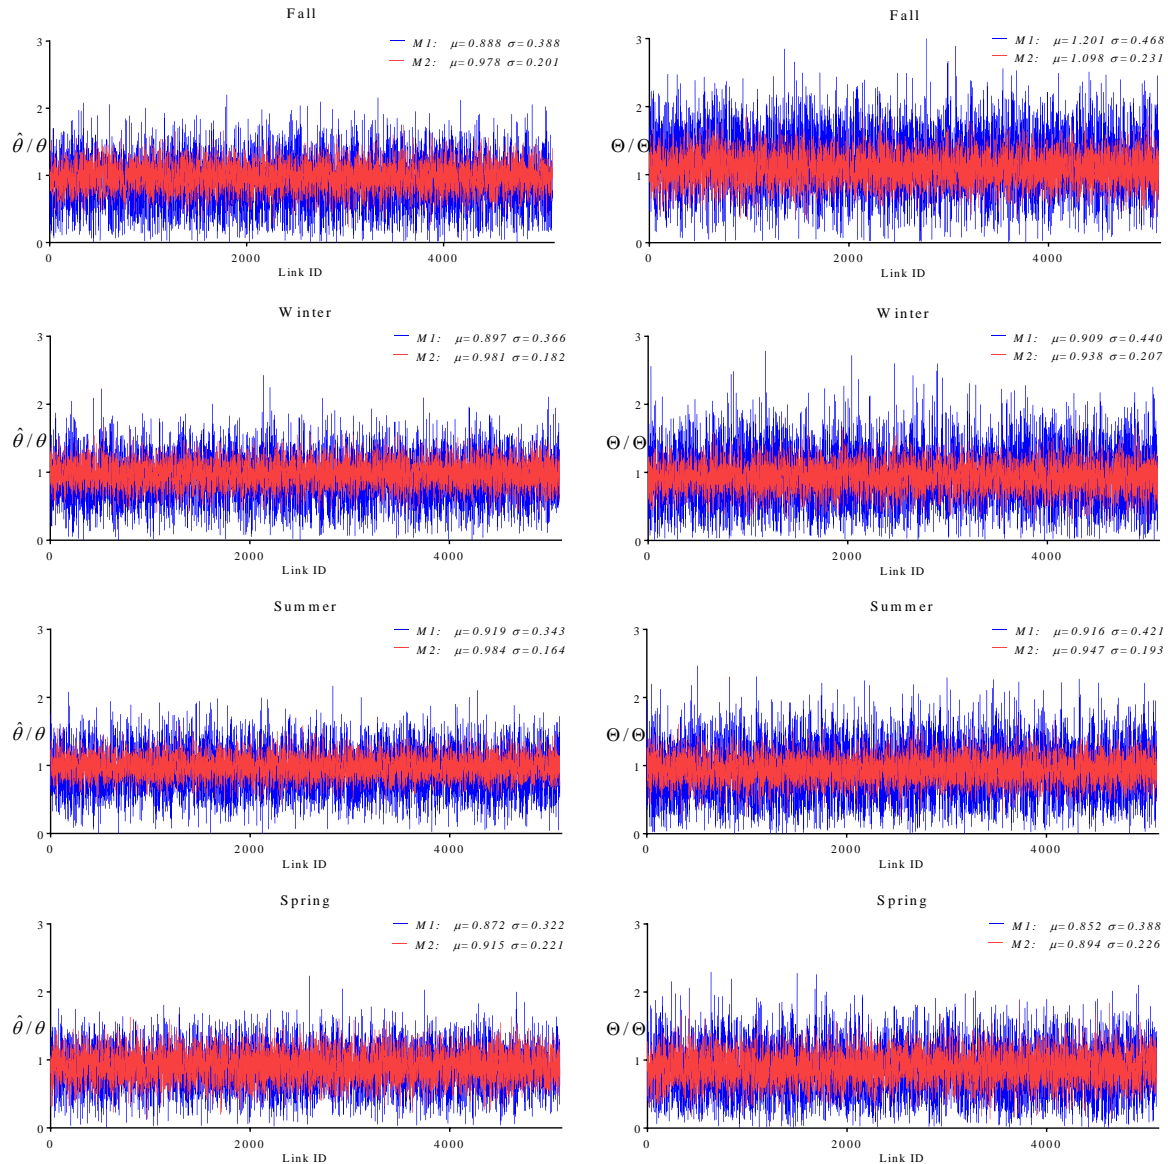 Fall
3
2
θ̂/θ
1
0
M1: μ=0.888 σ=0.388
M2: μ=0.978 σ=0.201
0 2000 4000
Link ID
Fall
3
2
Θ/Θ
1
0
M1: μ=1.201 σ=0.468
M2: μ=1.098 σ=0.231
0 2000 4000
Link ID
Winter
3
2
θ̂/θ
1
0
M1: μ=0.897 σ=0.366
M2: μ=0.981 σ=0.182
0 2000 4000
Link ID
Winter
3
2
Θ/Θ
1
0
M1: μ=0.909 σ=0.440
M2: μ=0.938 σ=0.207
0 2000 4000
Link ID
Summer
3
2
θ̂/θ
1
0
M1: μ=0.919 σ=0.343
M2: μ=0.984 σ=0.164
0 2000 4000
Link ID
Summer
3
2
Θ/Θ
1
0
M1: μ=0.916 σ=0.421
M2: μ=0.947 σ=0.193
0 2000 4000
Link ID
Spring
3
2
θ̂/θ
1
0
M1: μ=0.872 σ=0.322
M2: μ=0.915 σ=0.221
0 2000 4000
Link ID
Spring
3
2
Θ/Θ
1
0
M1: μ=0.852 σ=0.388
M2: μ=0.894 σ=0.226
0 2000 4000
Link ID